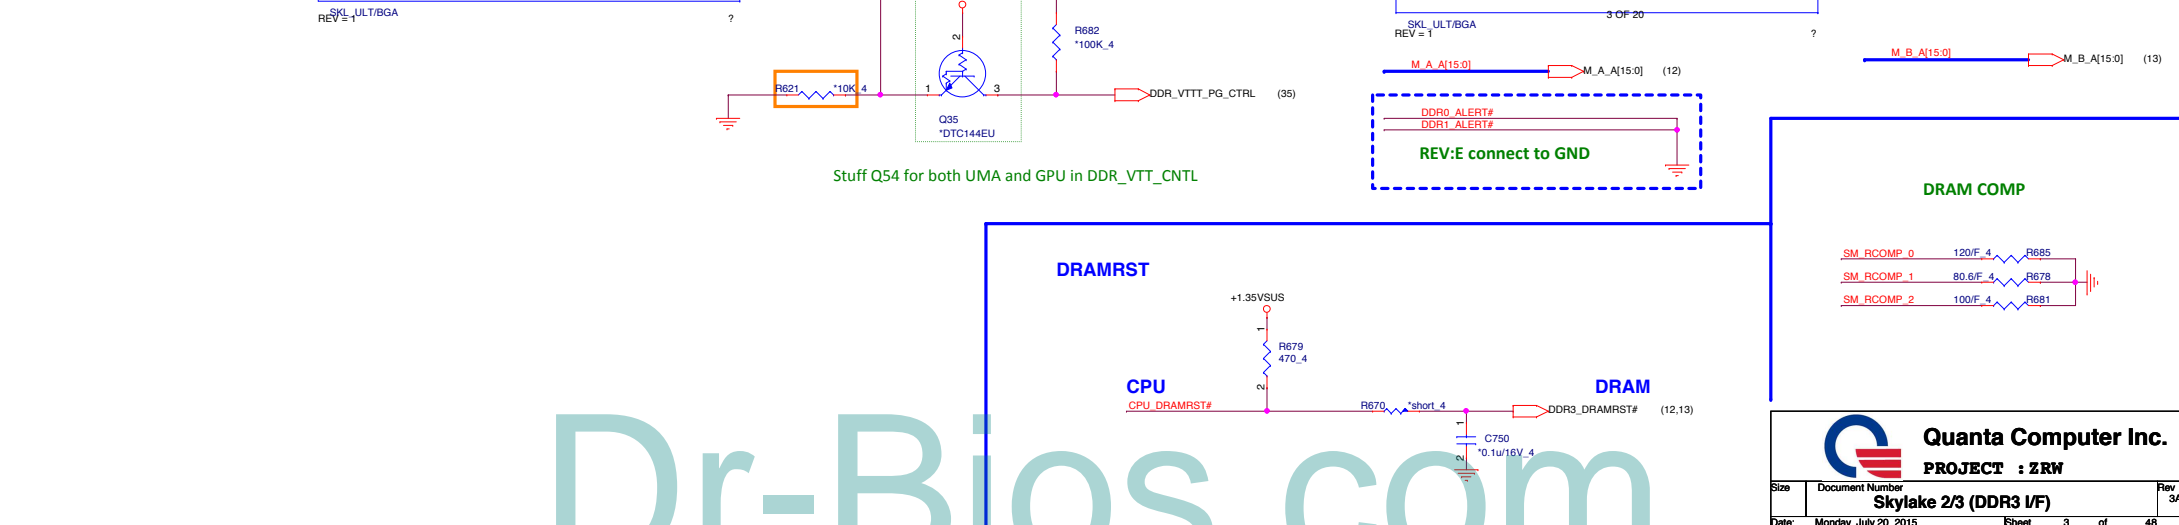 SKL_ULT/BGA
REV = 1
?
2
R682
*100K_4
R621
*10K_4
1
3
DDR_VTTT_PG_CTRL (35)
Q35
*DTC144EU
Stuff Q54 for both UMA and GPU in DDR_VTT_CNTL
3 OF 20
SKL_ULT/BGA
REV = 1
?
M_A_A[15:0]
M_A_A[15:0] (12)
M_B_A[15:0]
M_B_A[15:0] (13)
DDR0_ALERT#
DDR1_ALERT#
REV:E connect to GND
DRAM COMP
SM_RCOMP_0 120/F_4 R685
SM_RCOMP_1 80.6/F_4 R678
SM_RCOMP_2 100/F_4 R681
DRAMRST
+1.35VSUS
1
R679
470_4
2
CPU
DRAM
CPU_DRAMRST#
R670 *short_4
DDR3_DRAMRST# (12,13)
1
C750
*0.1u/16V_4
2
Dr-Bios.com
Quanta Computer Inc.
PROJECT : ZRW
Size Document Number Rev
Skylake 2/3 (DDR3 I/F) 3A
Date: Monday, July 20, 2015 Sheet 3 of 48